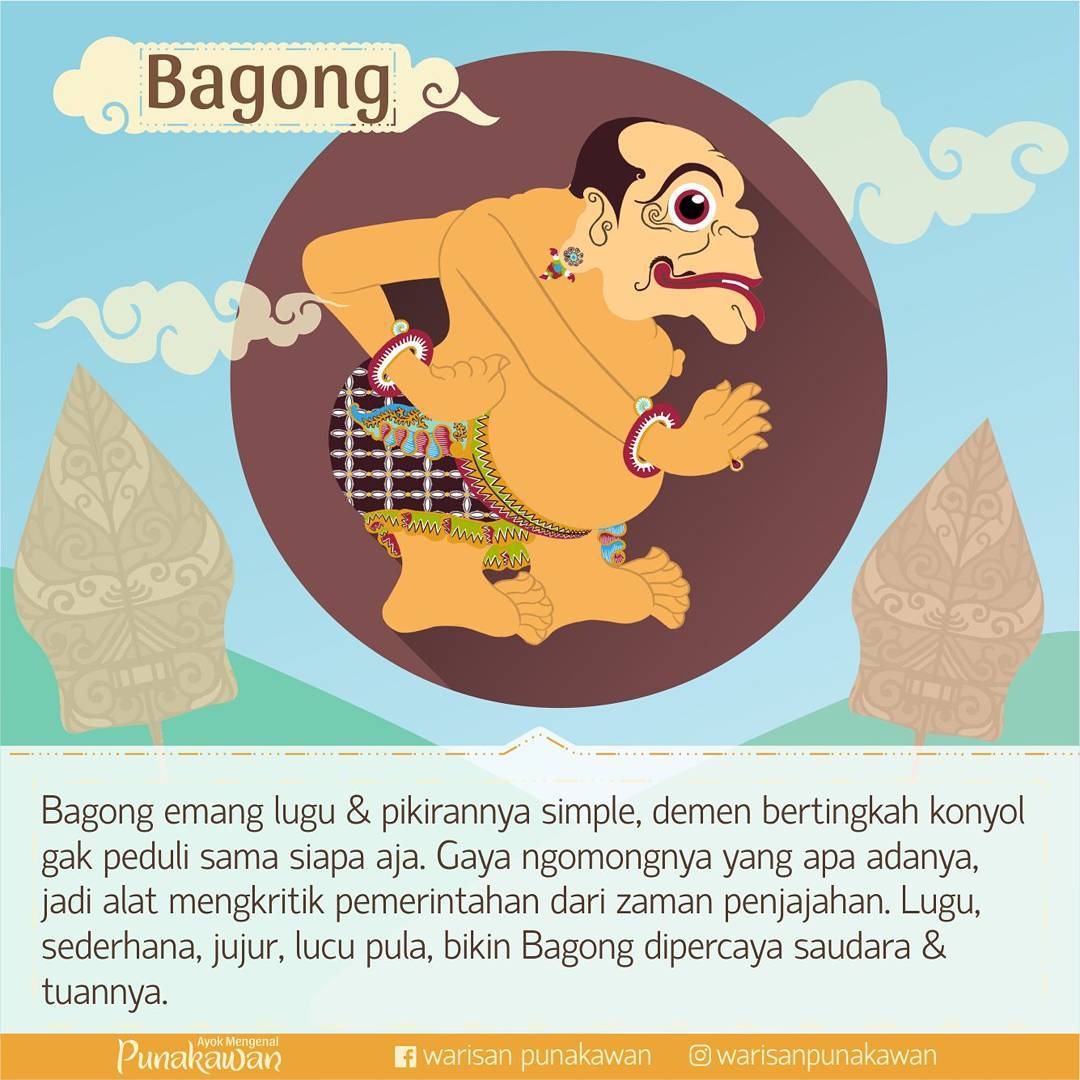 Bagong
Bagong emang lugu & pikirannya simple, demen bertingkah konyol
gak peduli sama siapa aja. Gaya ngomongnya yang apa adanya,
jadi alat mengkritik pemerintahan dari zaman penjajahan. Lugu,
sederhana, jujur, lucu pula, bikin Bagong dipercaya saudara &
tuannya.
Ayok Mengenal
Punakawan
warisan punakawan
warisanpunakawan